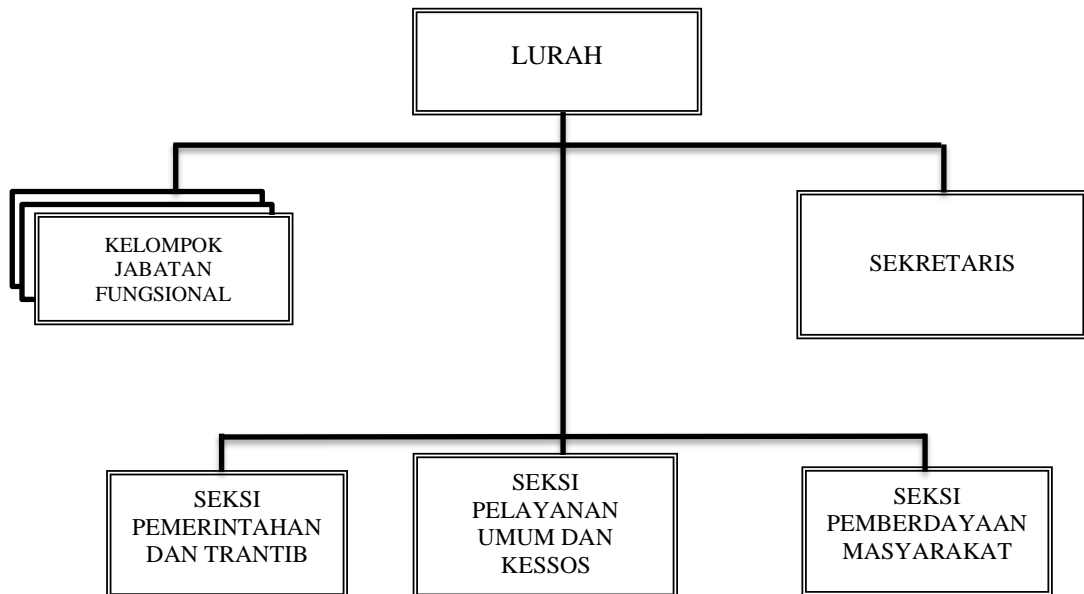 LURAH
KELOMPOK
JABATAN
FUNGSIONAL
SEKRETARIS
SEKSI
PEMERINTAHAN
DAN TRANTIB
SEKSI
PELAYANAN
UMUM DAN
KESSOS
SEKSI
PEMBERDAYAAN
MASYARAKAT